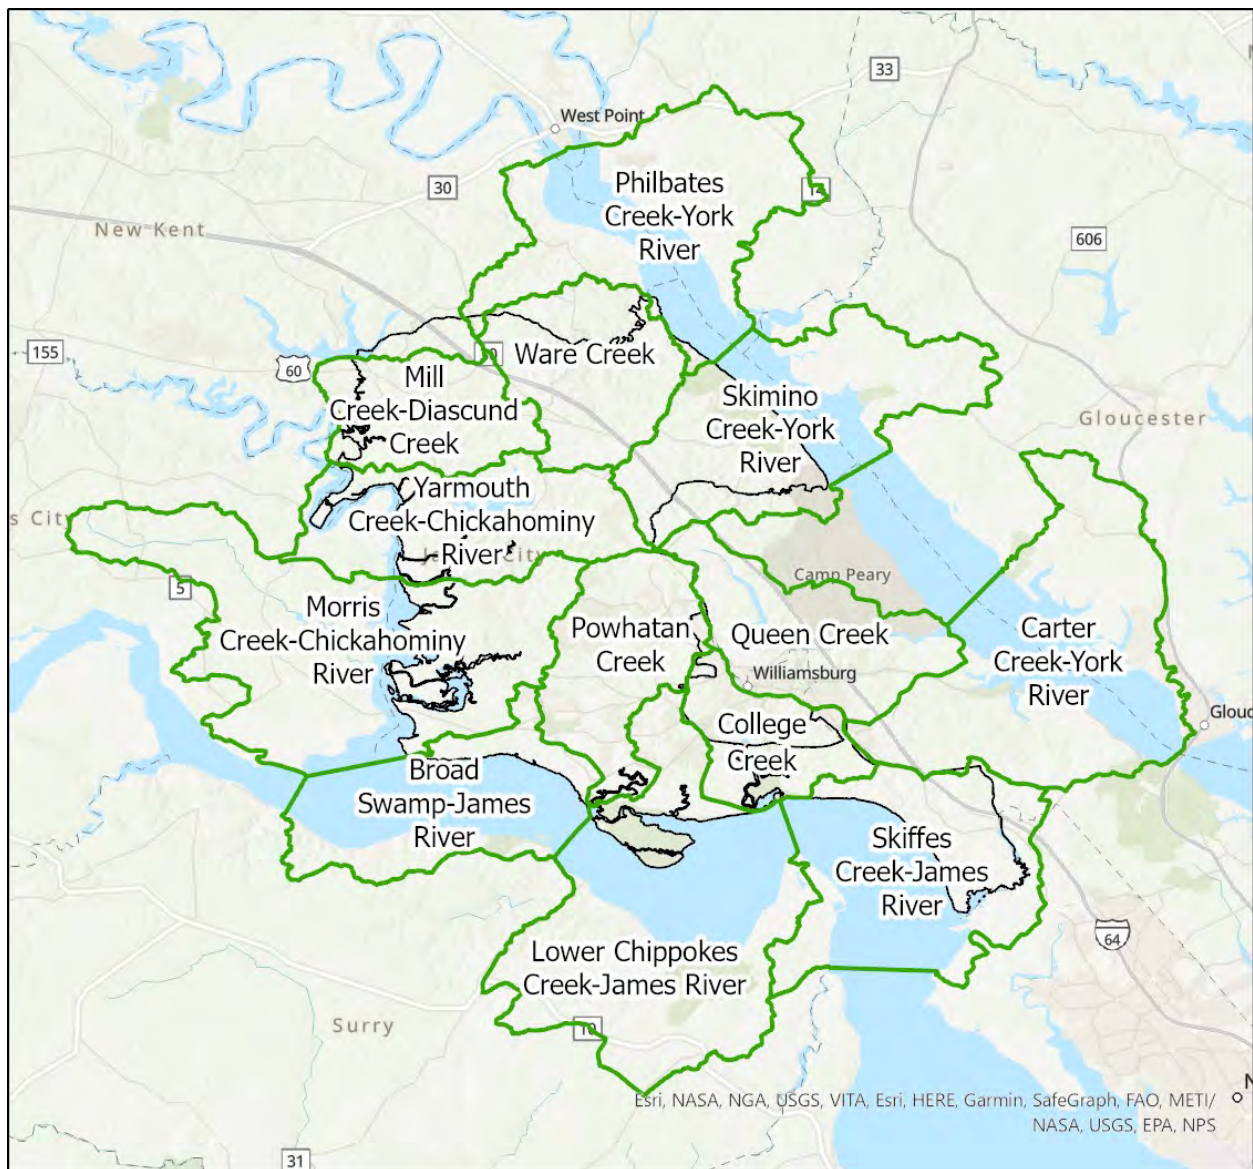 33
West Point
Philbates
Creek-York
River
14
30
New Kent
606
155
60
Ware Creek
Mill
Creek-Diascund
Creek
Skimino
Creek-York
River
Gloucester
Yarmouth
Creek-Chickahominy
River
s City
City
5
Camp Peary
Morris
Creek-Chickahominy
River
Powhatan
Creek
Queen Creek
Carter
Creek-York
River
Williamsburg
College
Creek
Glouc
Broad
Swamp-James
River
Skiffes
Creek-James
River
64
Lower Chippokes
Creek-James River
Surry
10
N
Esri, NASA, NGA, USGS, VITA, Esri, HERE, Garmin, SafeGraph, FAO, METI/
NASA, USGS, EPA, NPS
31